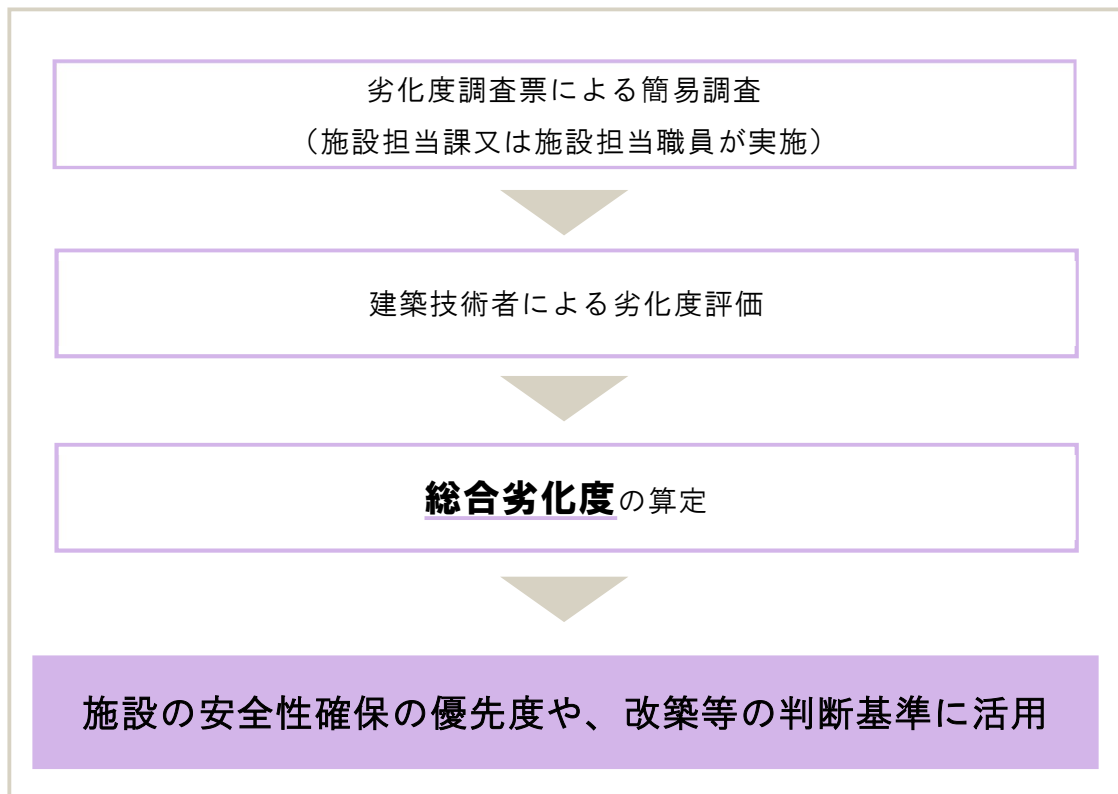 劣化度調査票による簡易調査
（施設担当課又は施設担当職員が実施）
建築技術者による劣化度評価
総合劣化度の算定
施設の安全性確保の優先度や、改築等の判断基準に活用